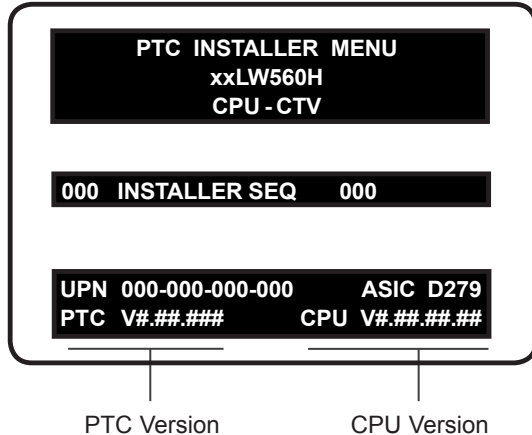 PTC INSTALLER MENU
xxLW560H
CPU - CTV
000 INSTALLER SEQ 000
UPN 000-000-000-000 ASIC D279
PTC V#.##.### CPU V#.##.##.##
PTC Version CPU Version